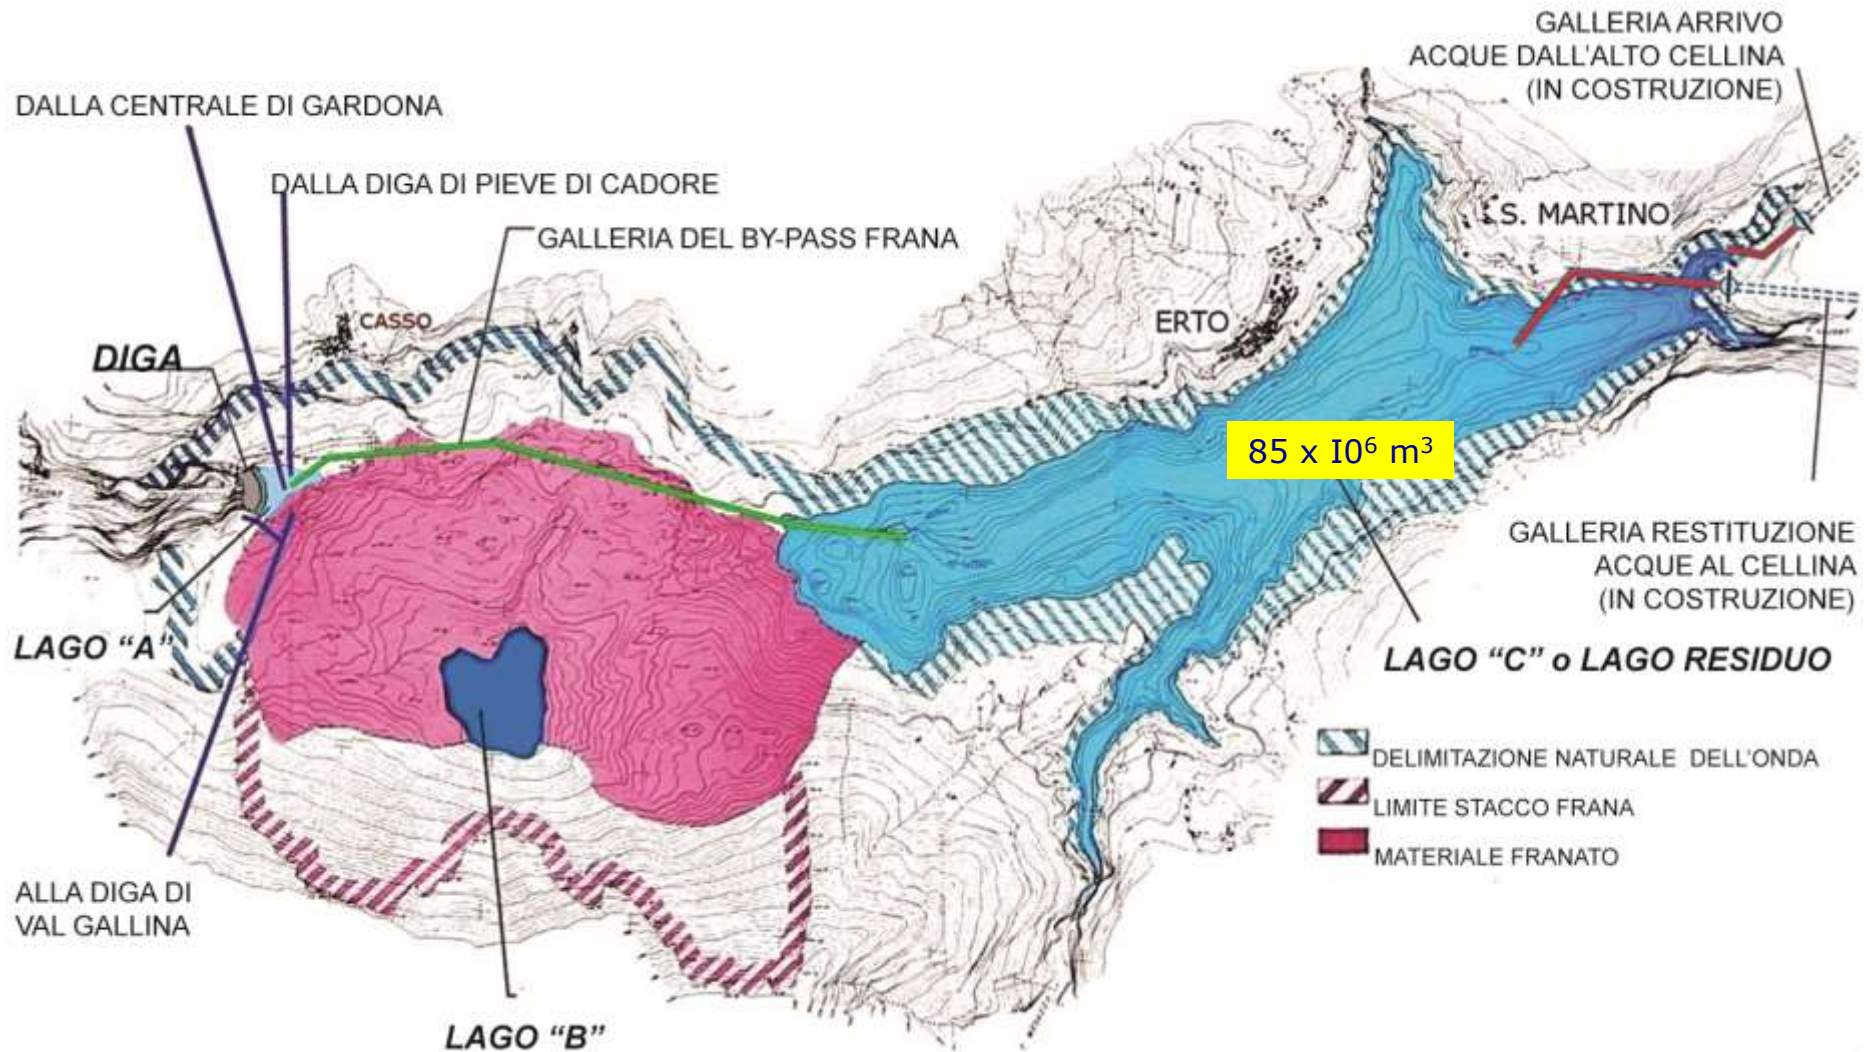 GALLERIA ARRIVO
ACQUE DALL'ALTO CELLINA
(IN COSTRUZIONE)
DALLA CENTRALE DI GARDONA
DALLA DIGA DI PIEVE DI CADORE
GALLERIA DEL BY-PASS FRANA
S. MARTINO
CASSO
ERTO
DIGA
85 x I0⁶ m³
GALLERIA RESTITUZIONE
ACQUE AL CELLINA
(IN COSTRUZIONE)
LAGO “A”
LAGO “C” o LAGO RESIDUO
DELIMITAZIONE NATURALE DELL'ONDA
LIMITE STACCO FRANA
MATERIALE FRANATO
ALLA DIGA DI
VAL GALLINA
LAGO “B”